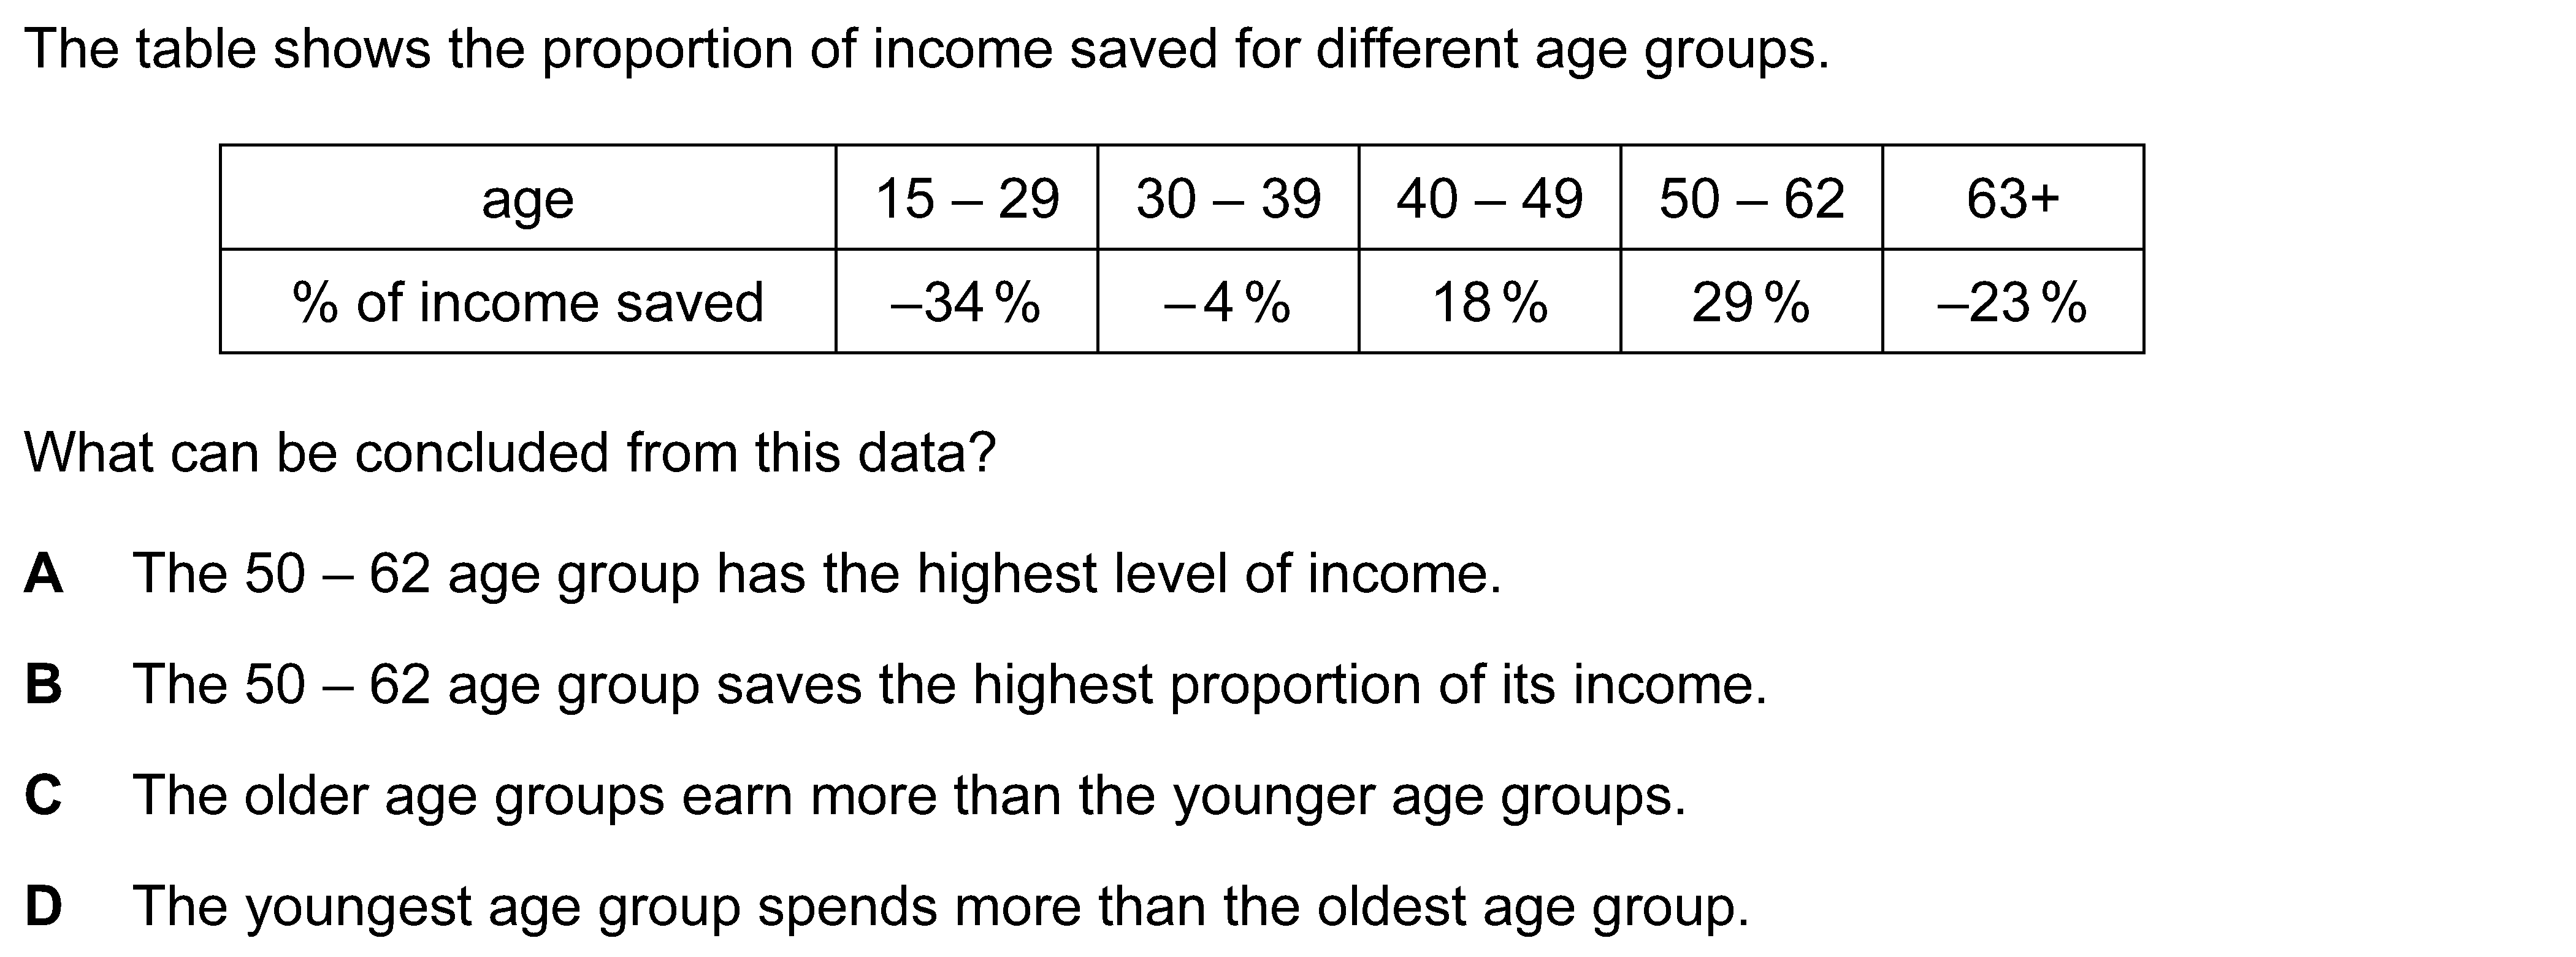 The table shows the proportion of income saved for different age groups.
age 15 – 29 30 – 39 40 – 49 50 – 62 63+
% of income saved –34 % –4 % 18 % 29 % –23 %
What can be concluded from this data?
A The 50 – 62 age group has the highest level of income.
B The 50 – 62 age group saves the highest proportion of its income.
C The older age groups earn more than the younger age groups.
D The youngest age group spends more than the oldest age group.